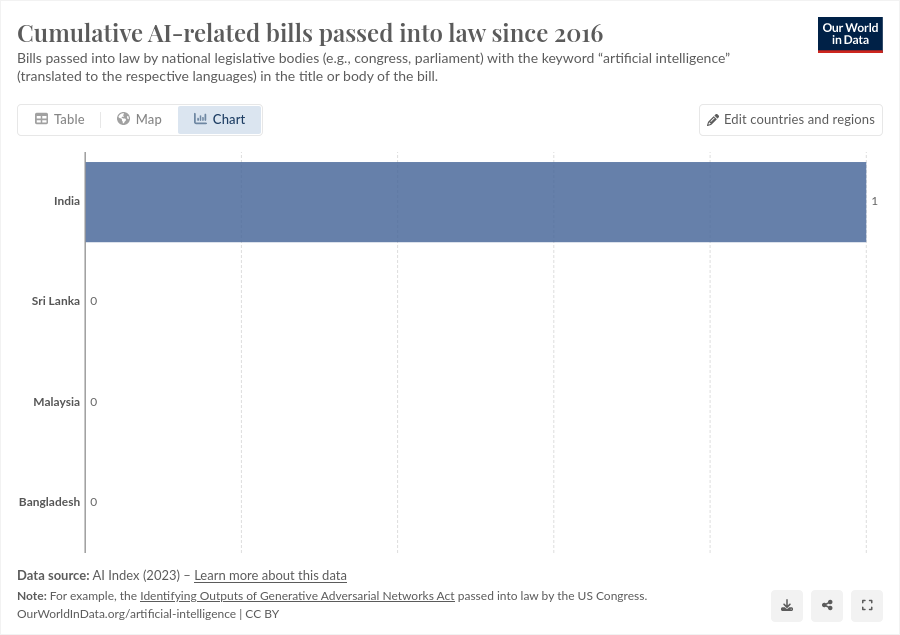 Cumulative AI-related bills passed into law since 2016
Our World
in Data
Bills passed into law by national legislative bodies (e.g., congress, parliament) with the keyword “artificial intelligence”
(translated to the respective languages) in the title or body of the bill.
Table
Map
Chart
Edit countries and regions
India
1
Sri Lanka
0
Malaysia
0
Bangladesh
0
Data source: AI Index (2023) – Learn more about this data
Note: For example, the Identifying Outputs of Generative Adversarial Networks Act passed into law by the US Congress.
OurWorldInData.org/artificial-intelligence | CC BY